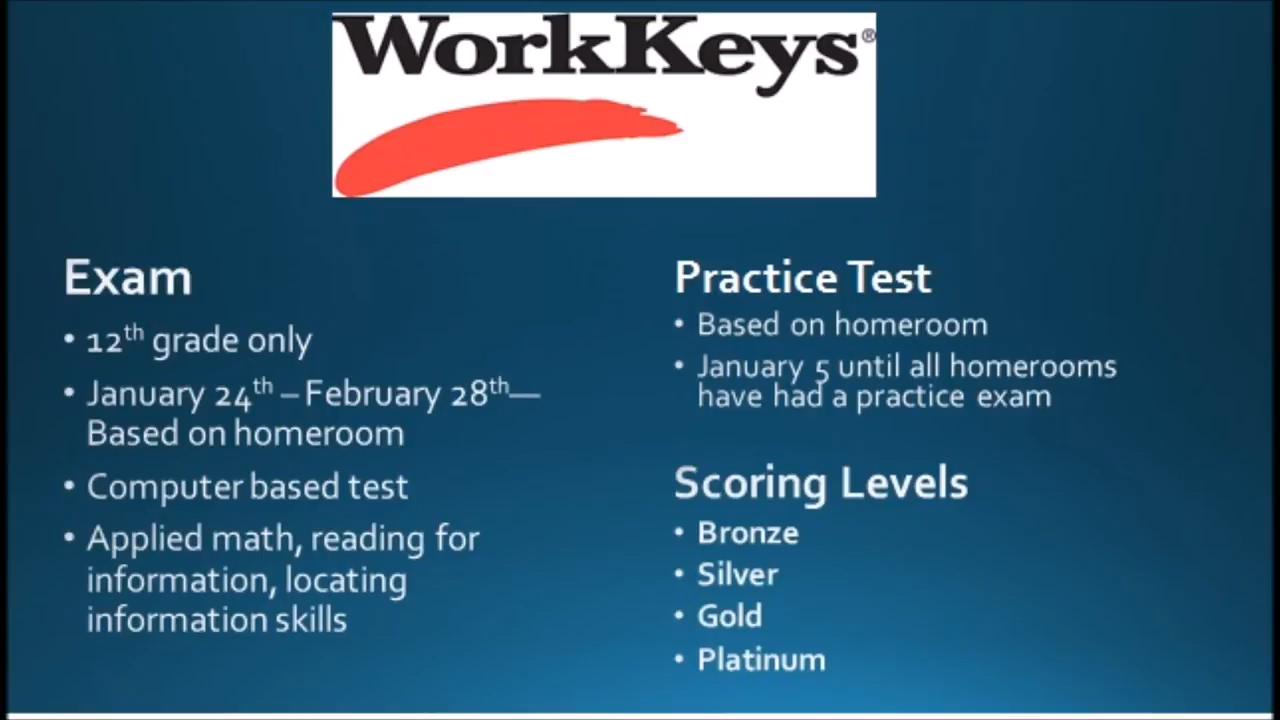 WorkKeys®
Exam
• 12th grade only
• January 24th – February 28th—
Based on homeroom
• Computer based test
• Applied math, reading for
information, locating
information skills
Practice Test
• Based on homeroom
• January 5 until all homerooms
have had a practice exam
Scoring Levels
• Bronze
• Silver
• Gold
• Platinum